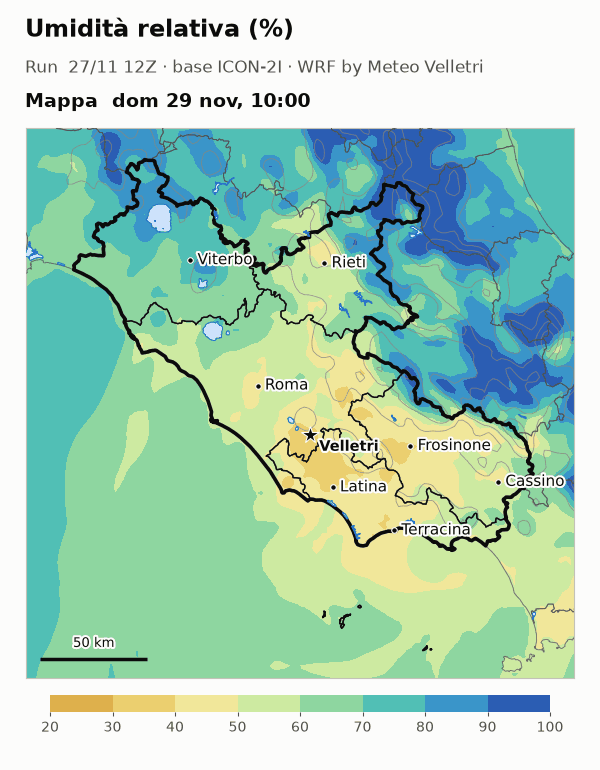 Umidità relativa (%)
Run  27/11 12Z · base ICON-2I · WRF by Meteo Velletri
Mappa  dom 29 nov, 10:00
Viterbo
Rieti
Roma
Velletri
Frosinone
Cassino
Latina
Terracina
50 km
20 30 40 50 60 70 80 90 100